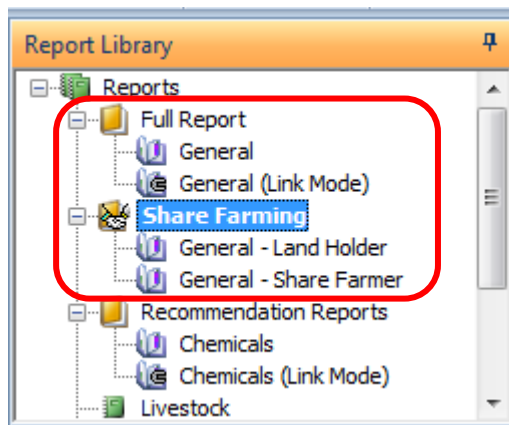 Report Library
Reports
Full Report
General
General (Link Mode)
Share Farming
General - Land Holder
General - Share Farmer
Recommendation Reports
Chemicals
Chemicals (Link Mode)
Livestock